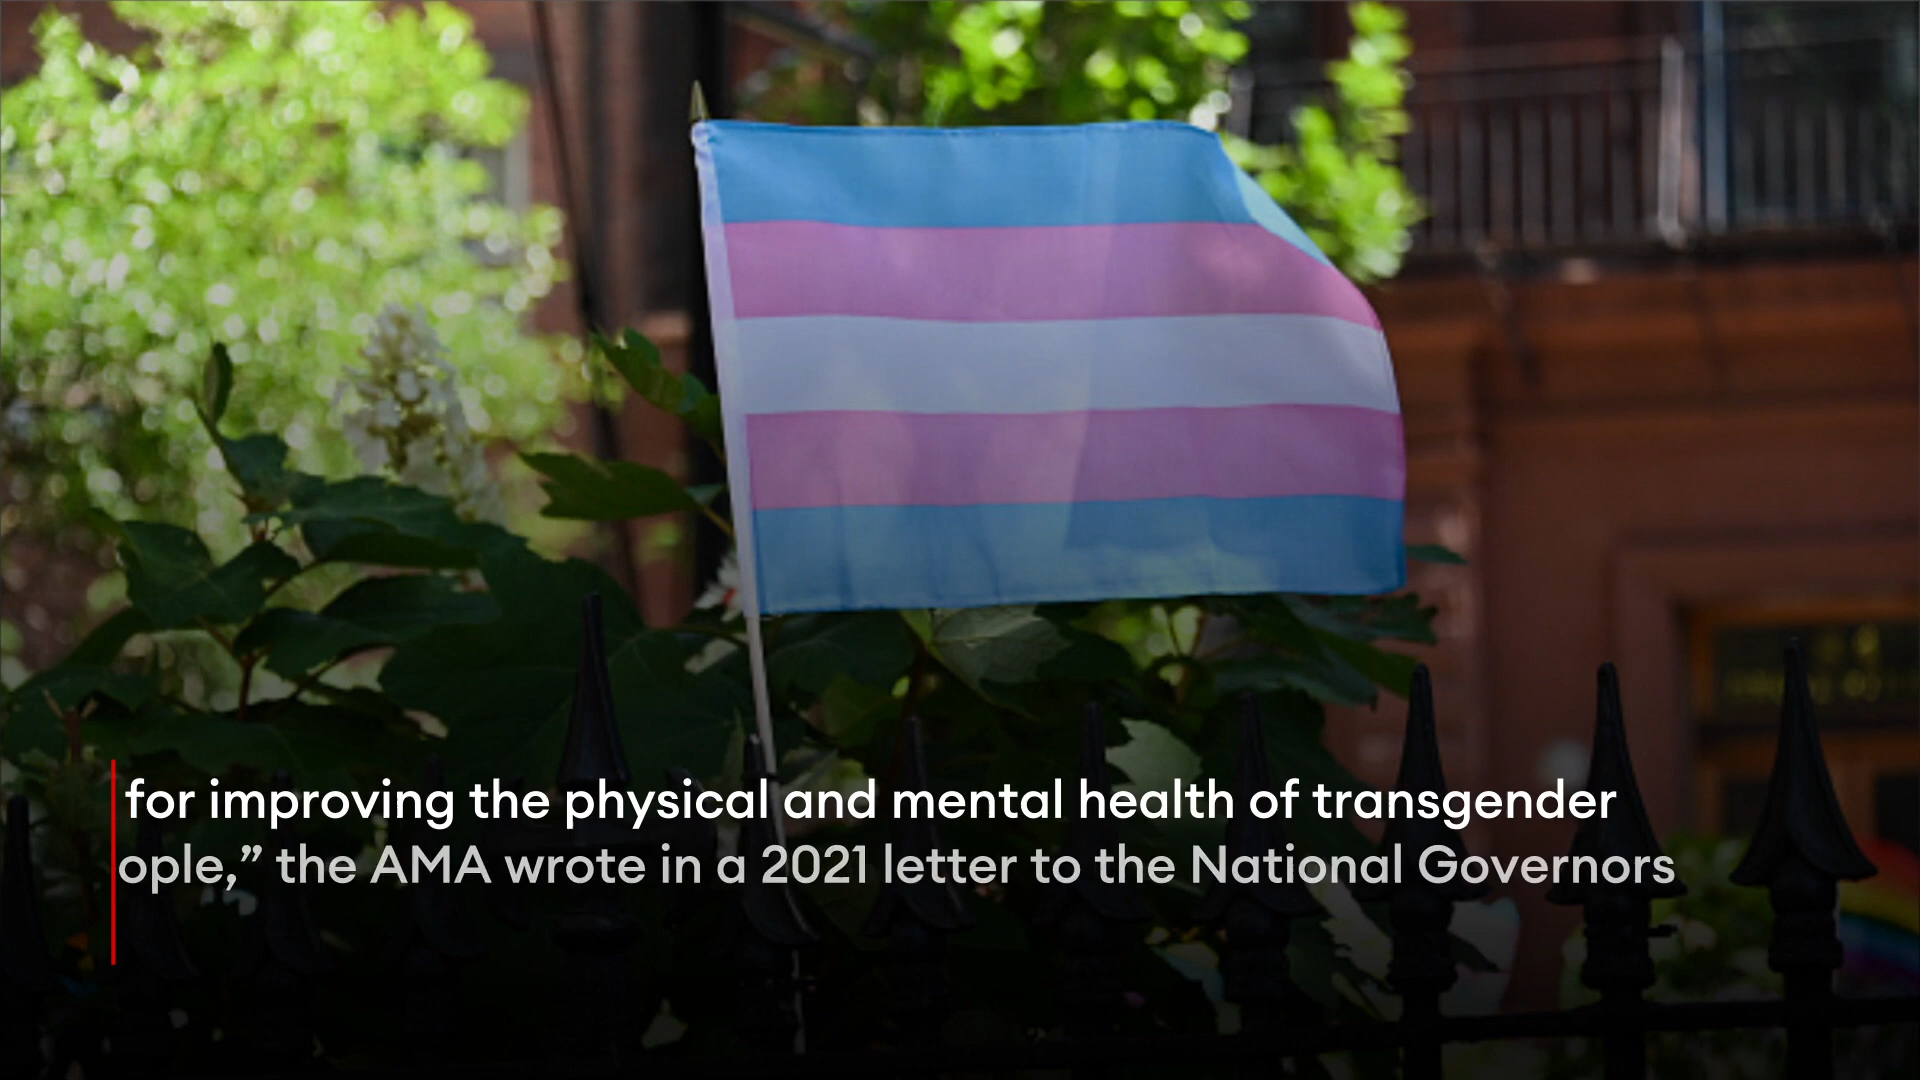 for improving the physical and mental health of transgender
ople,” the AMA wrote in a 2021 letter to the National Governors